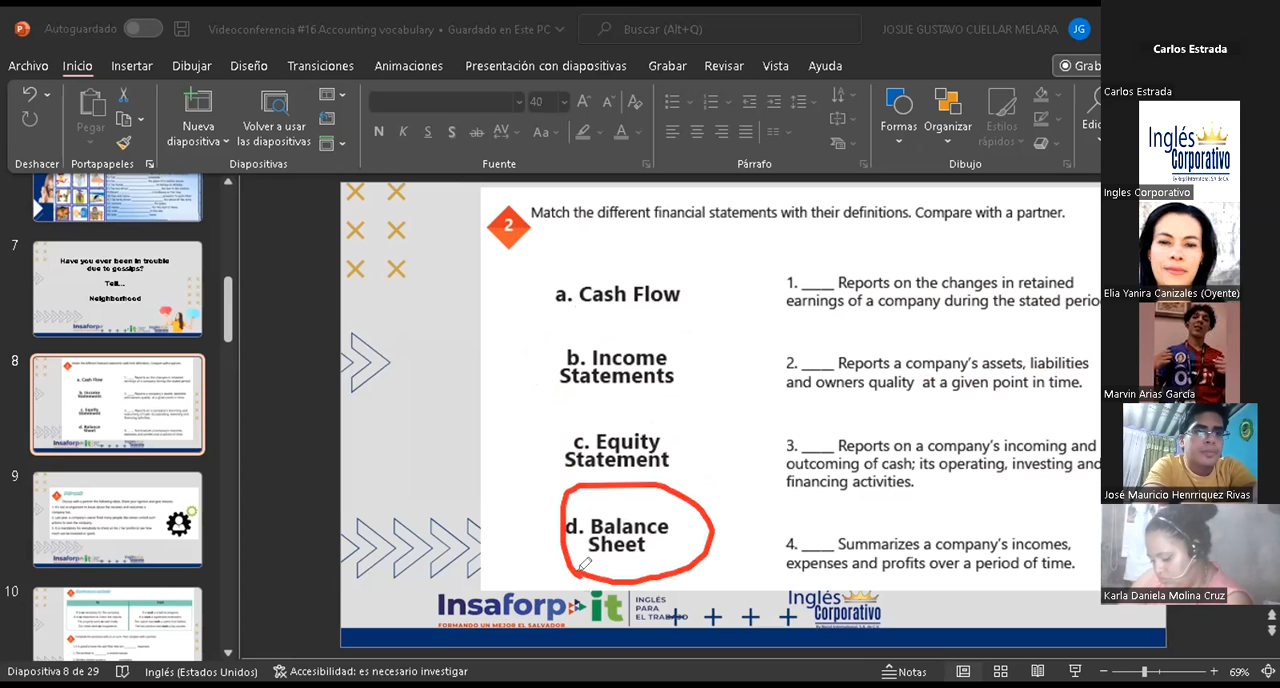 Autoguardado
Videoconferencia #16 Accounting vocabulary • Guardado en Este PC
Buscar (Alt+Q)
JOSUE GUSTAVO CUELLAR MELARA
JG
Archivo Inicio Insertar Dibujar Diseño Transiciones Animaciones Presentación con diapositivas Grabar Revisar Vista Ayuda
Grab
Pegar
Nueva diapositiva
Volver a usar las diapositivas
40
N K S S ab AV Aa A
Formas Organizar Estilos rápidos Edic
Deshacer Portapapeles Diapositivas Fuente Párrafo Dibujo
7
Have you ever been in trouble
due to gossips?
Tell...
Neighborhood
8
9
10
2
Match the different financial statements with their definitions. Compare with a partner.
a. Cash Flow
b. Income
Statements
c. Equity
Statement
d. Balance
Sheet
1. ____ Reports on the changes in retained
earnings of a company during the stated perio
2. ____ Reports a company's assets, liabilities
and owners quality at a given point in time.
3. ____ Reports on a company's incoming and
outcoming of cash; its operating, investing and
financing activities.
4. ____ Summarizes a company's incomes,
expenses and profits over a period of time.
Insaforp it
FORMANDO UN MEJOR EL SALVADOR
INGLÉS
PARA
EL TRABAJO
Inglés
Corporativo
Carlos Estrada
Carlos Estrada
Inglés
Corporativo
Ingles Corporativo
Elia Yanira Canizales (Oyente)
Marvin Arias García
José Mauricio Henrriquez Rivas
Karla Daniela Molina Cruz
Diapositiva 8 de 29
Inglés (Estados Unidos)
Accesibilidad: es necesario investigar
Notas
69%